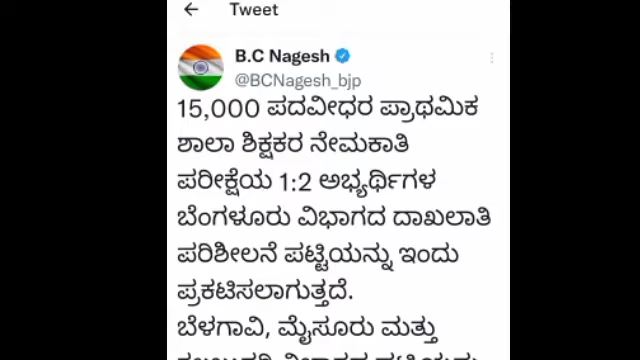 Tweet
B.C Nagesh
@BCNagesh_bjp
15,000 ಪದವೀಧರ ಪ್ರಾಥಮಿಕ
ಶಾಲಾ ಶಿಕ್ಷಕರ ನೇಮಕಾತಿ
ಪರೀಕ್ಷೆಯ 1:2 ಅಭ್ಯರ್ಥಿಗಳ
ಬೆಂಗಳೂರು ವಿಭಾಗದ ದಾಖಲಾತಿ
ಪರಿಶೀಲನೆ ಪಟ್ಟಿಯನ್ನು ಇಂದು
ಪ್ರಕಟಿಸಲಾಗುತ್ತದೆ.
ಬೆಳಗಾವಿ, ಮೈಸೂರು ಮತ್ತು